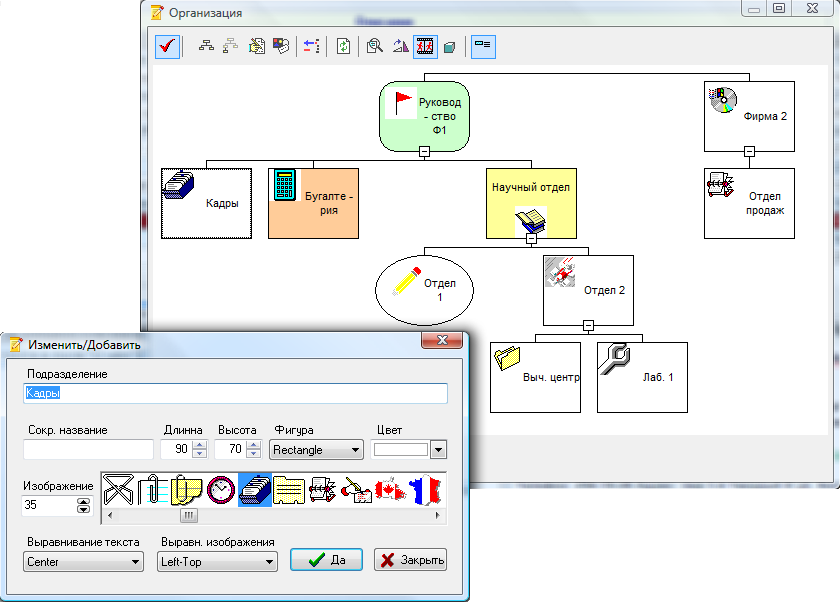 Организация
Руковод
- ство
Ф1
Фирма 2
Кадры
Бугалте -
рия
Научный отдел
Отдел
продаж
Отдел
1
Отдел 2
Выч. центр
Лаб. 1
Изменить/Добавить
Подразделение
Кадры
Сокр. название
Длинна
Высота
Фигура
Цвет
90
70
Rectangle
Изображение
35
Выравнивание текста
Выравн. изображения
Center
Left-Top
Да
Закрыть